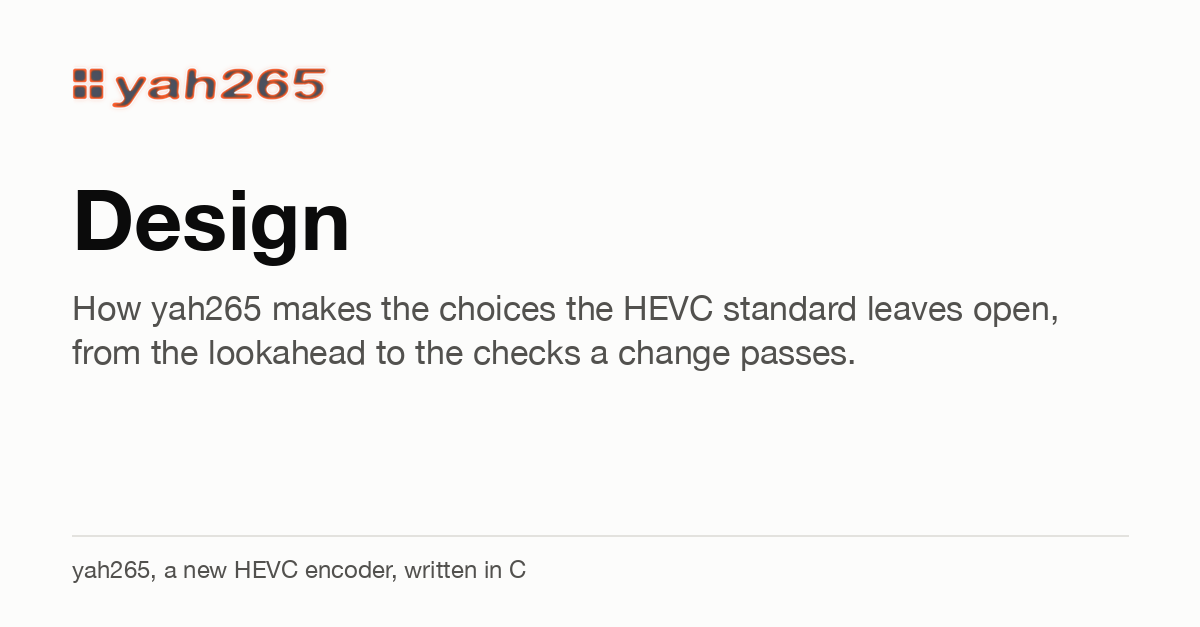 yah265
Design
How yah265 makes the choices the HEVC standard leaves open,
from the lookahead to the checks a change passes.
yah265, a new HEVC encoder, written in C